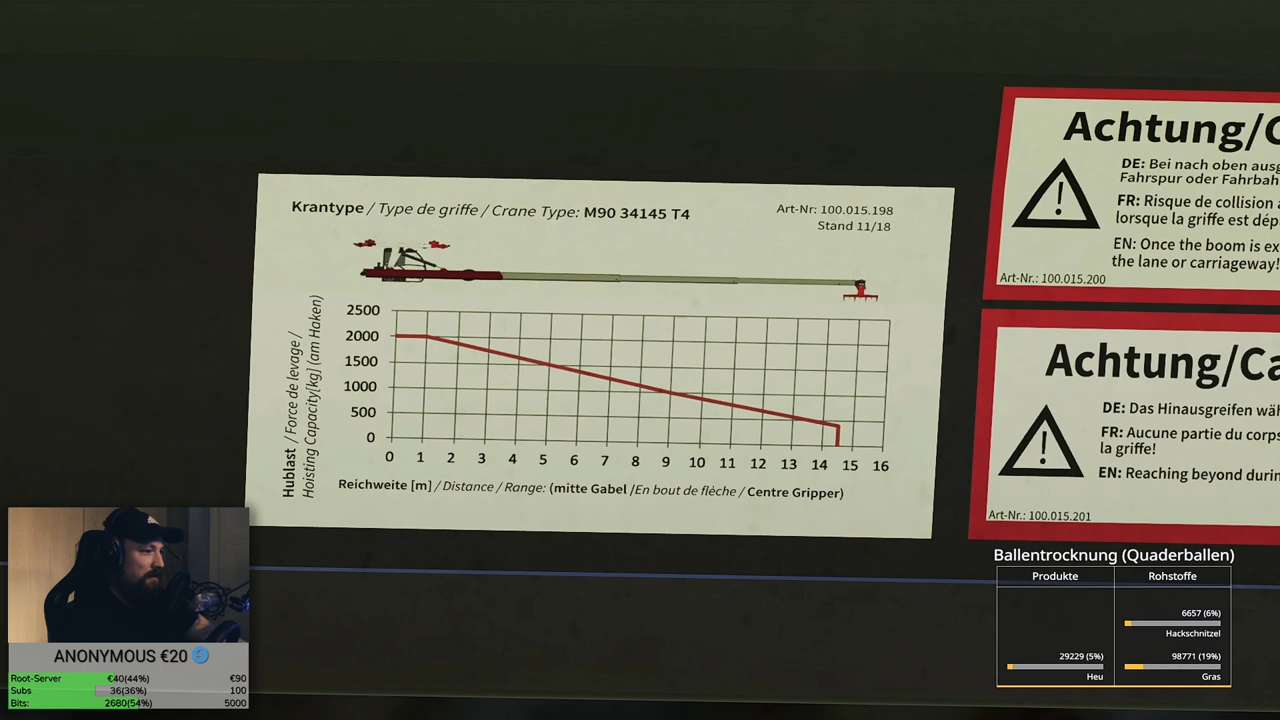 Krantype / Type de griffe / Crane Type: M90 34145 T4
Art-Nr: 100.015.198
Stand 11/18
Hublast / Force de levage /
Hoisting Capacity[kg] (am Haken)
2500
2000
1500
1000
500
0
0 1 2 3 4 5 6 7 8 9 10 11 12 13 14 15 16
Reichweite [m] / Distance / Range: (mitte Gabel /En bout de flèche / Centre Gripper)
Achtung/C
DE: Bei nach oben ausg
Fahrspur oder Fahrbah
FR: Risque de collision a
lorsque la griffe est dép
EN: Once the boom is ex
the lane or carriageway!
Art-Nr.: 100.015.200
Achtung/Ca
DE: Das Hinausgreifen wäh
FR: Aucune partie du corps
la griffe!
EN: Reaching beyond durin
Art-Nr.: 100.015.201
Ballentrocknung (Quaderballen)
Produkte Rohstoffe
6657 (6%)
Hackschnitzel
29229 (5%) 98771 (19%)
Heu Gras
ANONYMOUS €20
Root-Server €40(44%) €90
Subs 36(36%) 100
Bits: 2680(54%) 5000